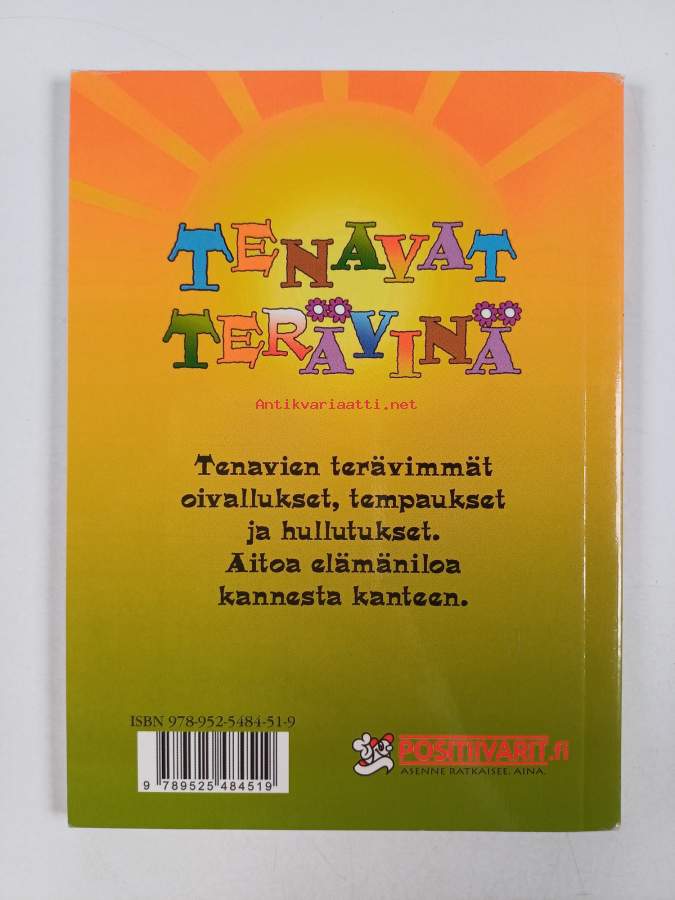 TENAVAT
TERÄVINÄ
Antikvariaatti.net
Tenavien terävimmät
oivallukset, tempaukset
ja hullutukset.
Aitoa elämäniloa
kannesta kanteen.
ISBN 978-952-5484-51-9
9 789525 484519
POSITIIVARIT.fi
ASENNE RATKAISEE. AINA.